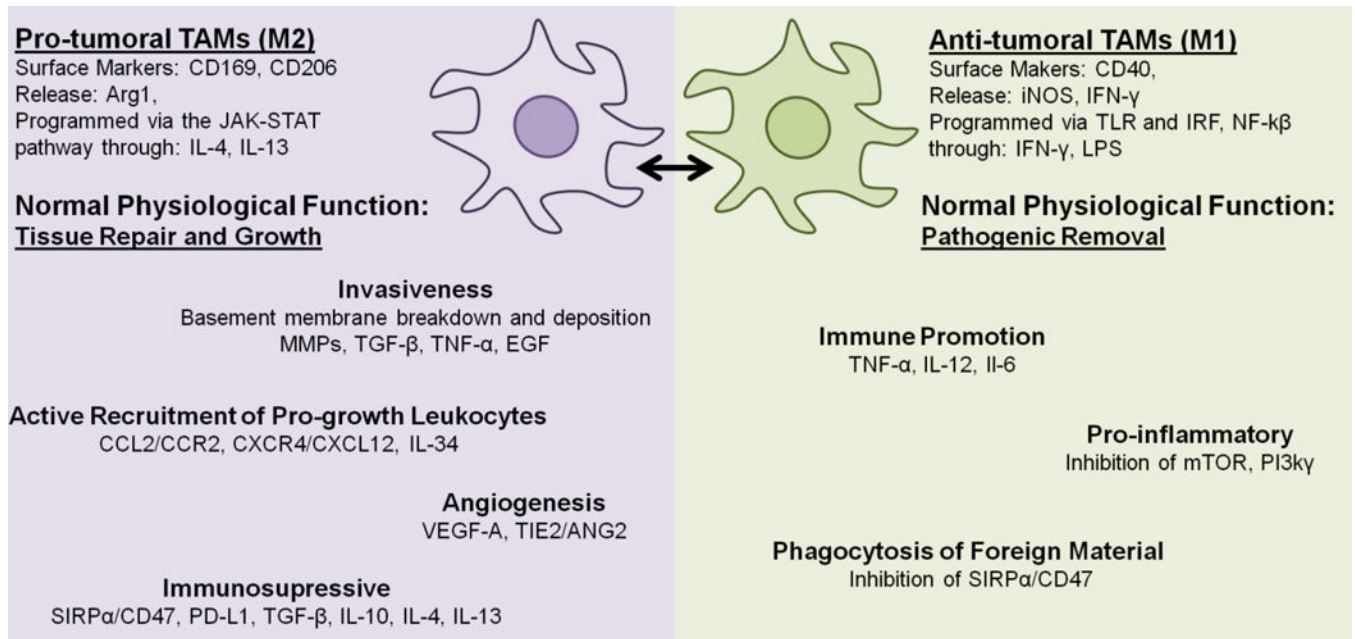 Pro-tumoral TAMs (M2)
Surface Markers: CD169, CD206
Release: Arg1,
Programmed via the JAK-STAT
pathway through: IL-4, IL-13
Normal Physiological Function:
Tissue Repair and Growth
Invasiveness
Basement membrane breakdown and deposition
MMPs, TGF-β, TNF-α, EGF
Active Recruitment of Pro-growth Leukocytes
CCL2/CCR2, CXCR4/CXCL12, IL-34
Angiogenesis
VEGF-A, TIE2/ANG2
Immunosupressive
SIRPα/CD47, PD-L1, TGF-β, IL-10, IL-4, IL-13
Anti-tumoral TAMs (M1)
Surface Makers: CD40,
Release: iNOS, IFN-γ
Programmed via TLR and IRF, NF-kβ
through: IFN-γ, LPS
Normal Physiological Function:
Pathogenic Removal
Immune Promotion
TNF-α, IL-12, Il-6
Pro-inflammatory
Inhibition of mTOR, PI3kγ
Phagocytosis of Foreign Material
Inhibition of SIRPα/CD47